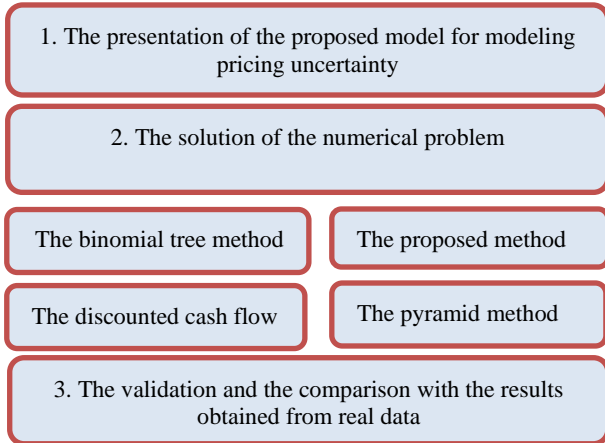 1. The presentation of the proposed model for modeling
pricing uncertainty
2. The solution of the numerical problem
The binomial tree method
The proposed method
The discounted cash flow
The pyramid method
3. The validation and the comparison with the results
obtained from real data